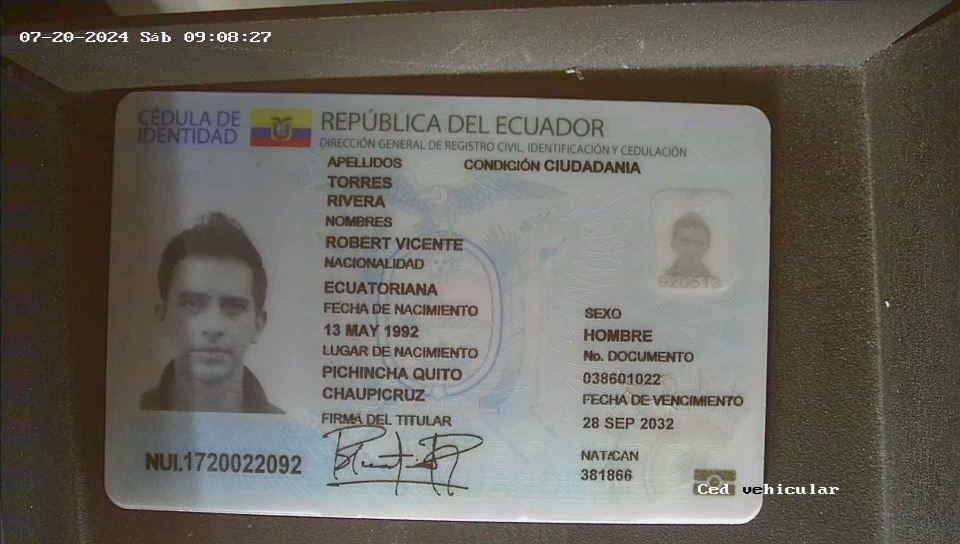 07-20-2024 Sáb 09:08:27
CÉDULA DE
IDENTIDAD
REPÚBLICA DEL ECUADOR
DIRECCIÓN GENERAL DE REGISTRO CIVIL, IDENTIFICACIÓN Y CEDULACIÓN
APELLIDOS
CONDICIÓN CIUDADANIA
TORRES
RIVERA
NOMBRES
ROBERT VICENTE
NACIONALIDAD
ECUATORIANA
FECHA DE NACIMIENTO
13 MAY 1992
LUGAR DE NACIMIENTO
PICHINCHA QUITO
CHAUPICRUZ
FIRMA DEL TITULAR
920513
SEXO
HOMBRE
No. DOCUMENTO
038601022
FECHA DE VENCIMIENTO
28 SEP 2032
NAT/CAN
381866
NUI.1720022092
Ced vehicular